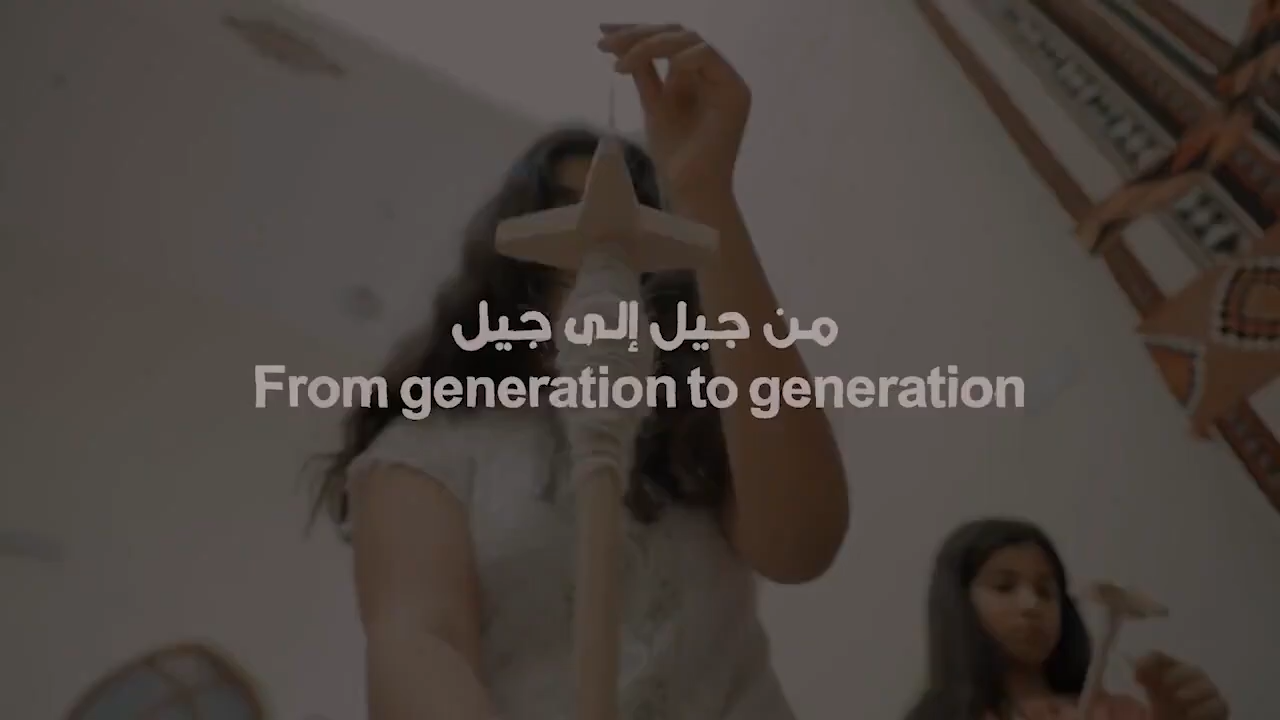 من جيل إلى جيل
From generation to generation